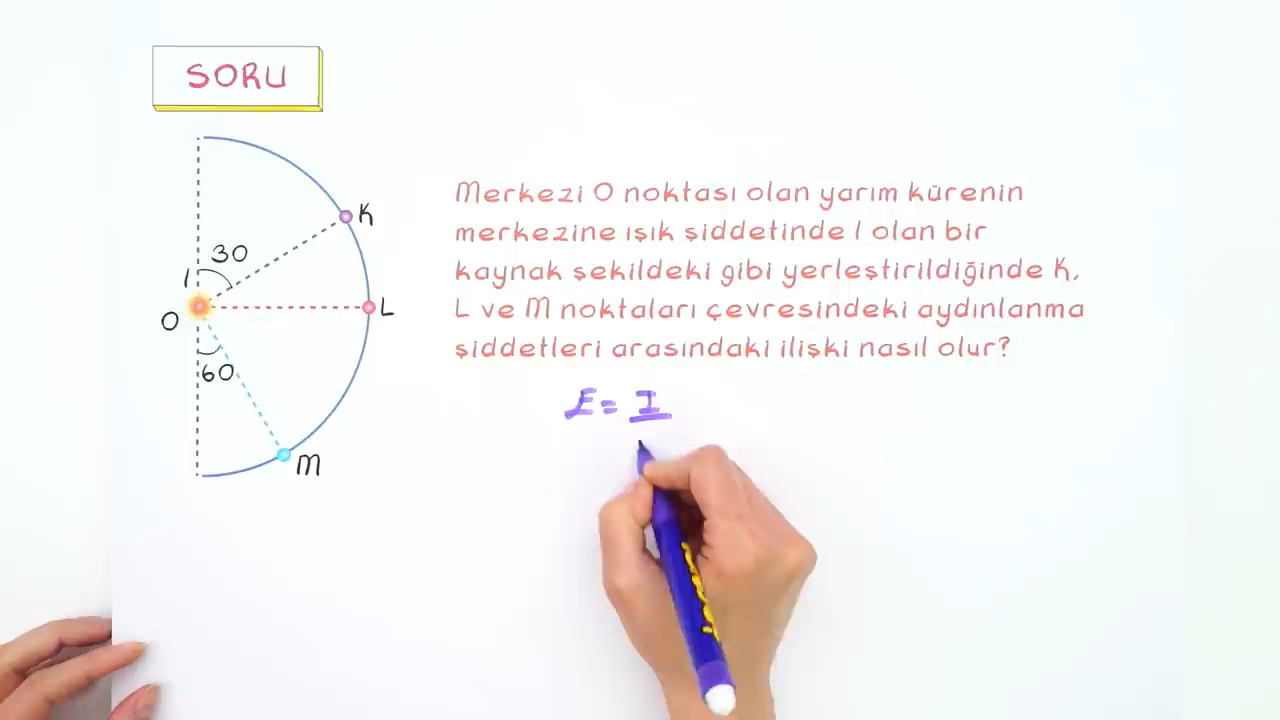 SORU
Merkezi O noktası olan yarım kürenin
merkezine ışık şiddetinde I olan bir
kaynak şekildeki gibi yerleştirildiğinde K,
L ve M noktaları çevresindeki aydınlanma
şiddetleri arasındaki ilişki nasıl olur?
K
30
I
O
L
60
M
E = I